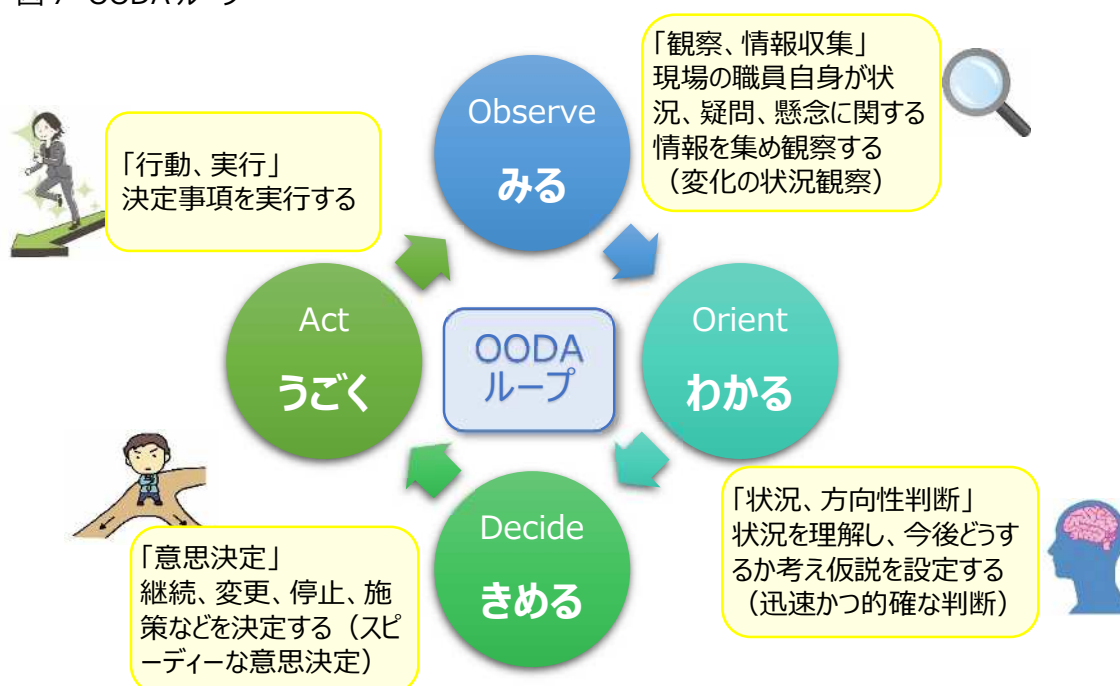 図 7 OODA ループ
Observe
みる
「観察、情報収集」
現場の職員自身が状
況、疑問、懸念に関する
情報を集め観察する
（変化の状況観察）
「行動、実行」
決定事項を実行する
Act
うごく
OODA
ループ
Orient
わかる
「状況、方向性判断」
状況を理解し、今後どうす
るか考え仮説を設定する
（迅速かつ的確な判断）
Decide
きめる
「意思決定」
継続、変更、停止、施
策などを決定する（スピ
ーディーな意思決定）